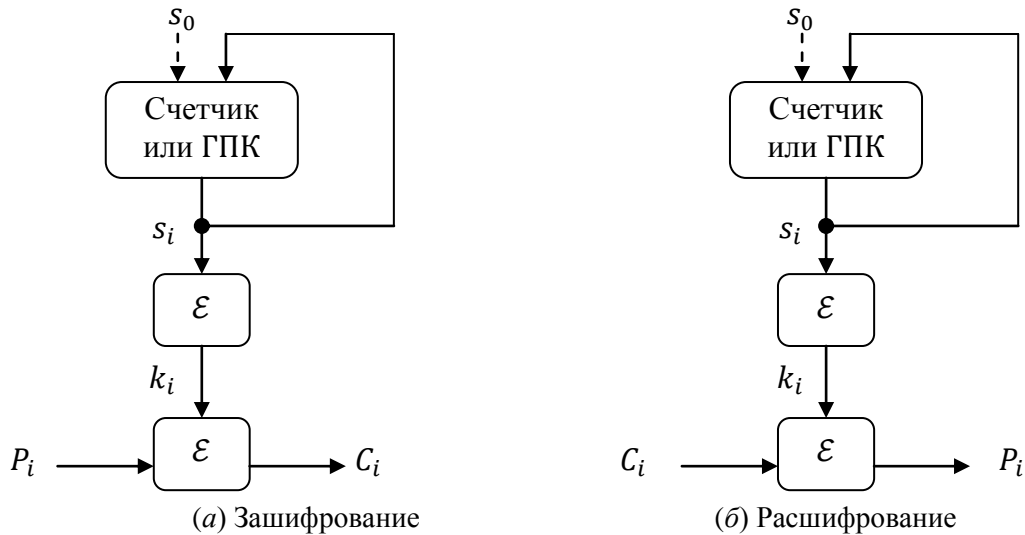 s₀
Счетчик
или ГПК
sᵢ
ℰ
kᵢ
Pᵢ
ℰ
Cᵢ
(а) Зашифрование
s₀
Счетчик
или ГПК
sᵢ
ℰ
kᵢ
Cᵢ
ℰ
Pᵢ
(б) Расшифрование